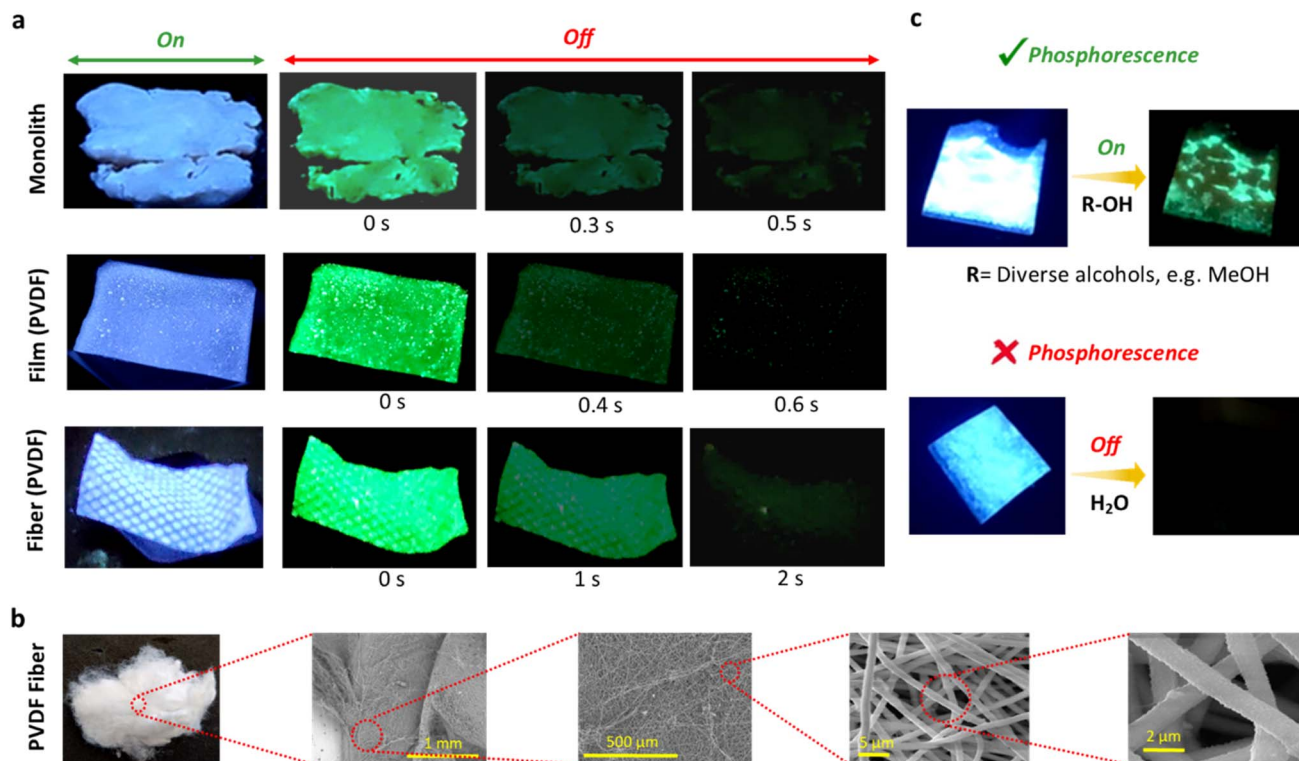 a
On
Off
Monolith
0 s
0.3 s
0.5 s
Film (PVDF)
0 s
0.4 s
0.6 s
Fiber (PVDF)
0 s
1 s
2 s
b
PVDF Fiber
1 mm
500 µm
5 µm
2 µm
c
✓ Phosphorescence
On
R-OH
R= Diverse alcohols, e.g. MeOH
✗ Phosphorescence
Off
H₂O